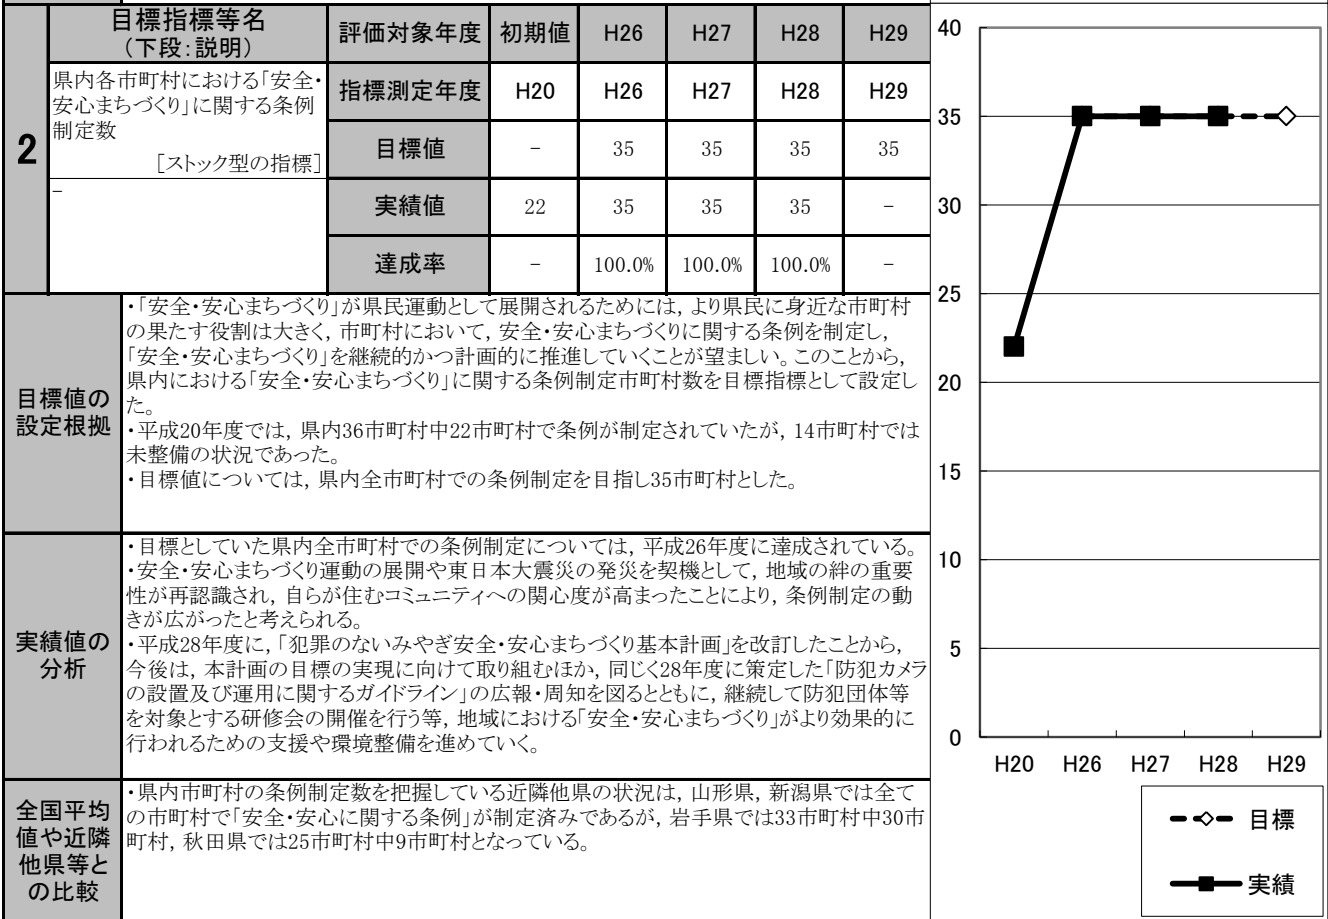 2
目標指標等名
（下段：説明）
評価対象年度 初期値 H26 H27 H28 H29
県内各市町村における「安全・
安心まちづくり」に関する条例
制定数
［ストック型の指標］
−
指標測定年度 H20 H26 H27 H28 H29
目標値 − 35 35 35 35
実績値 22 35 35 35 −
達成率 − 100.0% 100.0% 100.0% −
目標値の
設定根拠
・「安全・安心まちづくり」が県民運動として展開されるためには，より県民に身近な市町村
の果たす役割は大きく，市町村において，安全・安心まちづくりに関する条例を制定し，
「安全・安心まちづくり」を継続的かつ計画的に推進していくことが望ましい。このことから，
県内における「安全・安心まちづくり」に関する条例制定市町村数を目標指標として設定し
た。
・平成20年度では，県内36市町村中22市町村で条例が制定されていたが，14市町村では
未整備の状況であった。
・目標値については，県内全市町村での条例制定を目指し35市町村とした。
実績値の
分析
・目標としていた県内全市町村での条例制定については，平成26年度に達成されている。
・安全・安心まちづくり運動の展開や東日本大震災の発災を契機として，地域の絆の重要
性が再認識され，自らが住むコミュニティへの関心度が高まったことにより，条例制定の動
きが広がったと考えられる。
・平成28年度に，「犯罪のないみやぎ安全・安心まちづくり基本計画」を改訂したことから，
今後は，本計画の目標の実現に向けて取り組むほか，同じく28年度に策定した「防犯カメラ
の設置及び運用に関するガイドライン」の広報・周知を図るとともに，継続して防犯団体等
を対象とする研修会の開催を行う等，地域における「安全・安心まちづくり」がより効果的に
行われるための支援や環境整備を進めていく。
全国平均
値や近隣
他県等と
の比較
・県内市町村の条例制定数を把握している近隣他県の状況は，山形県，新潟県では全て
の市町村で「安全・安心に関する条例」が制定済みであるが，岩手県では33市町村中30市
町村，秋田県では25市町村中9市町村となっている。
40
35
30
25
20
15
10
5
0
H20 H26 H27 H28 H29
目標
実績